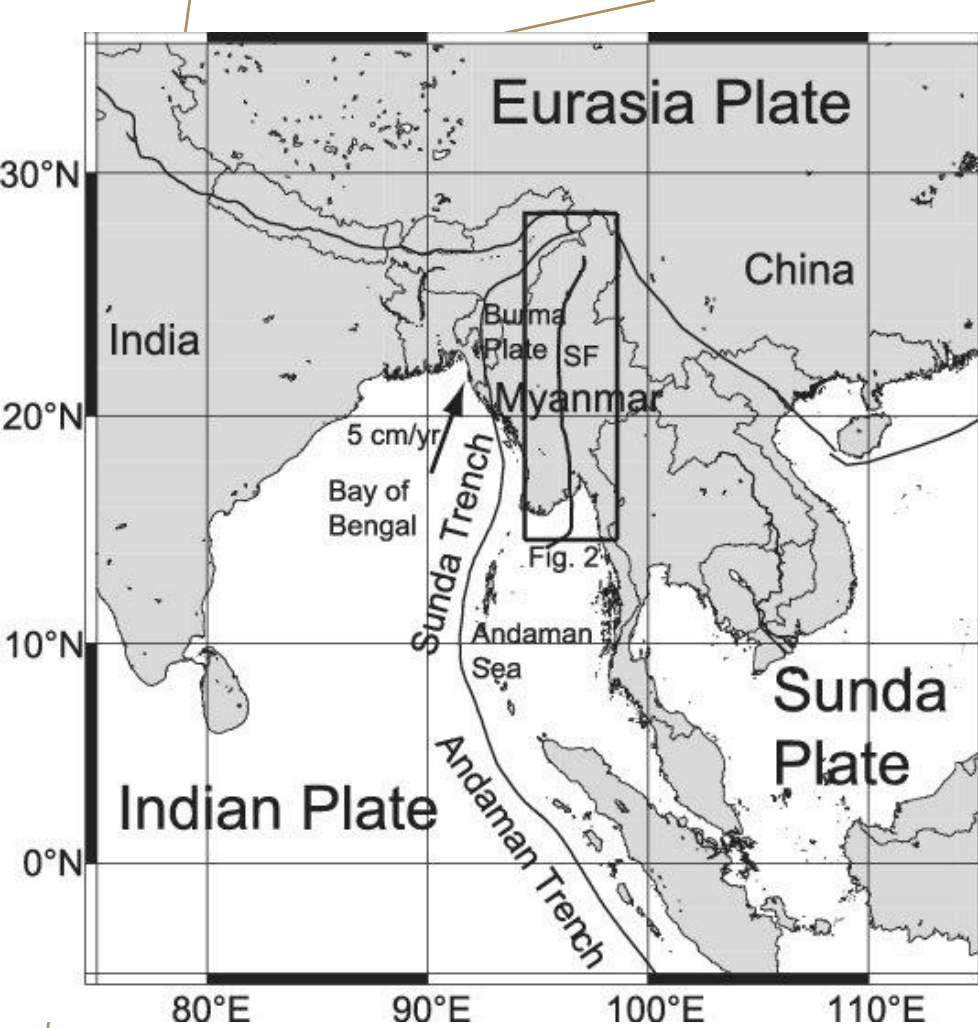 Eurasia Plate
30°N
China
India
Burma
Plate
SF
Myanmar
20°N
5 cm/yr
Bay of
Bengal
Sunda Trench
Fig. 2
10°N
Andaman
Sea
Sunda
Plate
Andaman Trench
Indian Plate
0°N
80°E
90°E
100°E
110°E